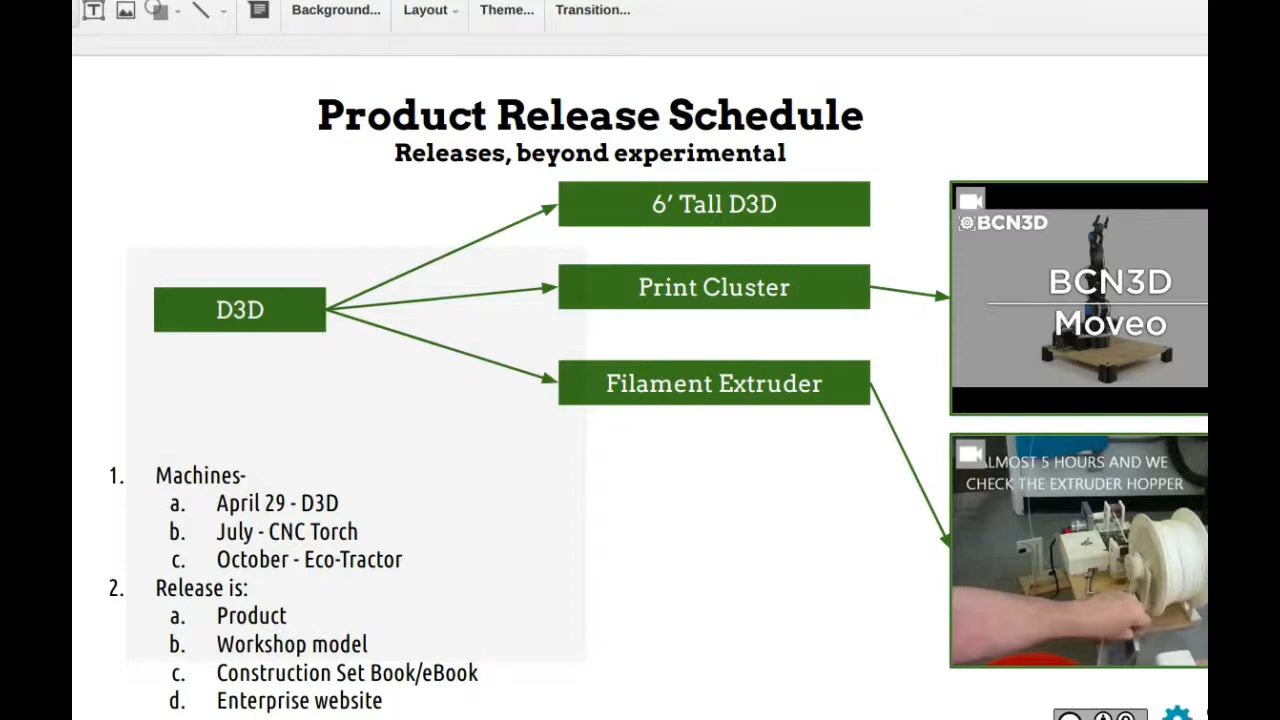 Background...
Layout
Theme...
Transition...
Product Release Schedule
Releases, beyond experimental
6’ Tall D3D
D3D
Print Cluster
Filament Extruder
BCN3D
BCN3D
Moveo
ALMOST 5 HOURS AND WE
CHECK THE EXTRUDER HOPPER
1. Machines-
a. April 29 - D3D
b. July - CNC Torch
c. October - Eco-Tractor
2. Release is:
a. Product
b. Workshop model
c. Construction Set Book/eBook
d. Enterprise website